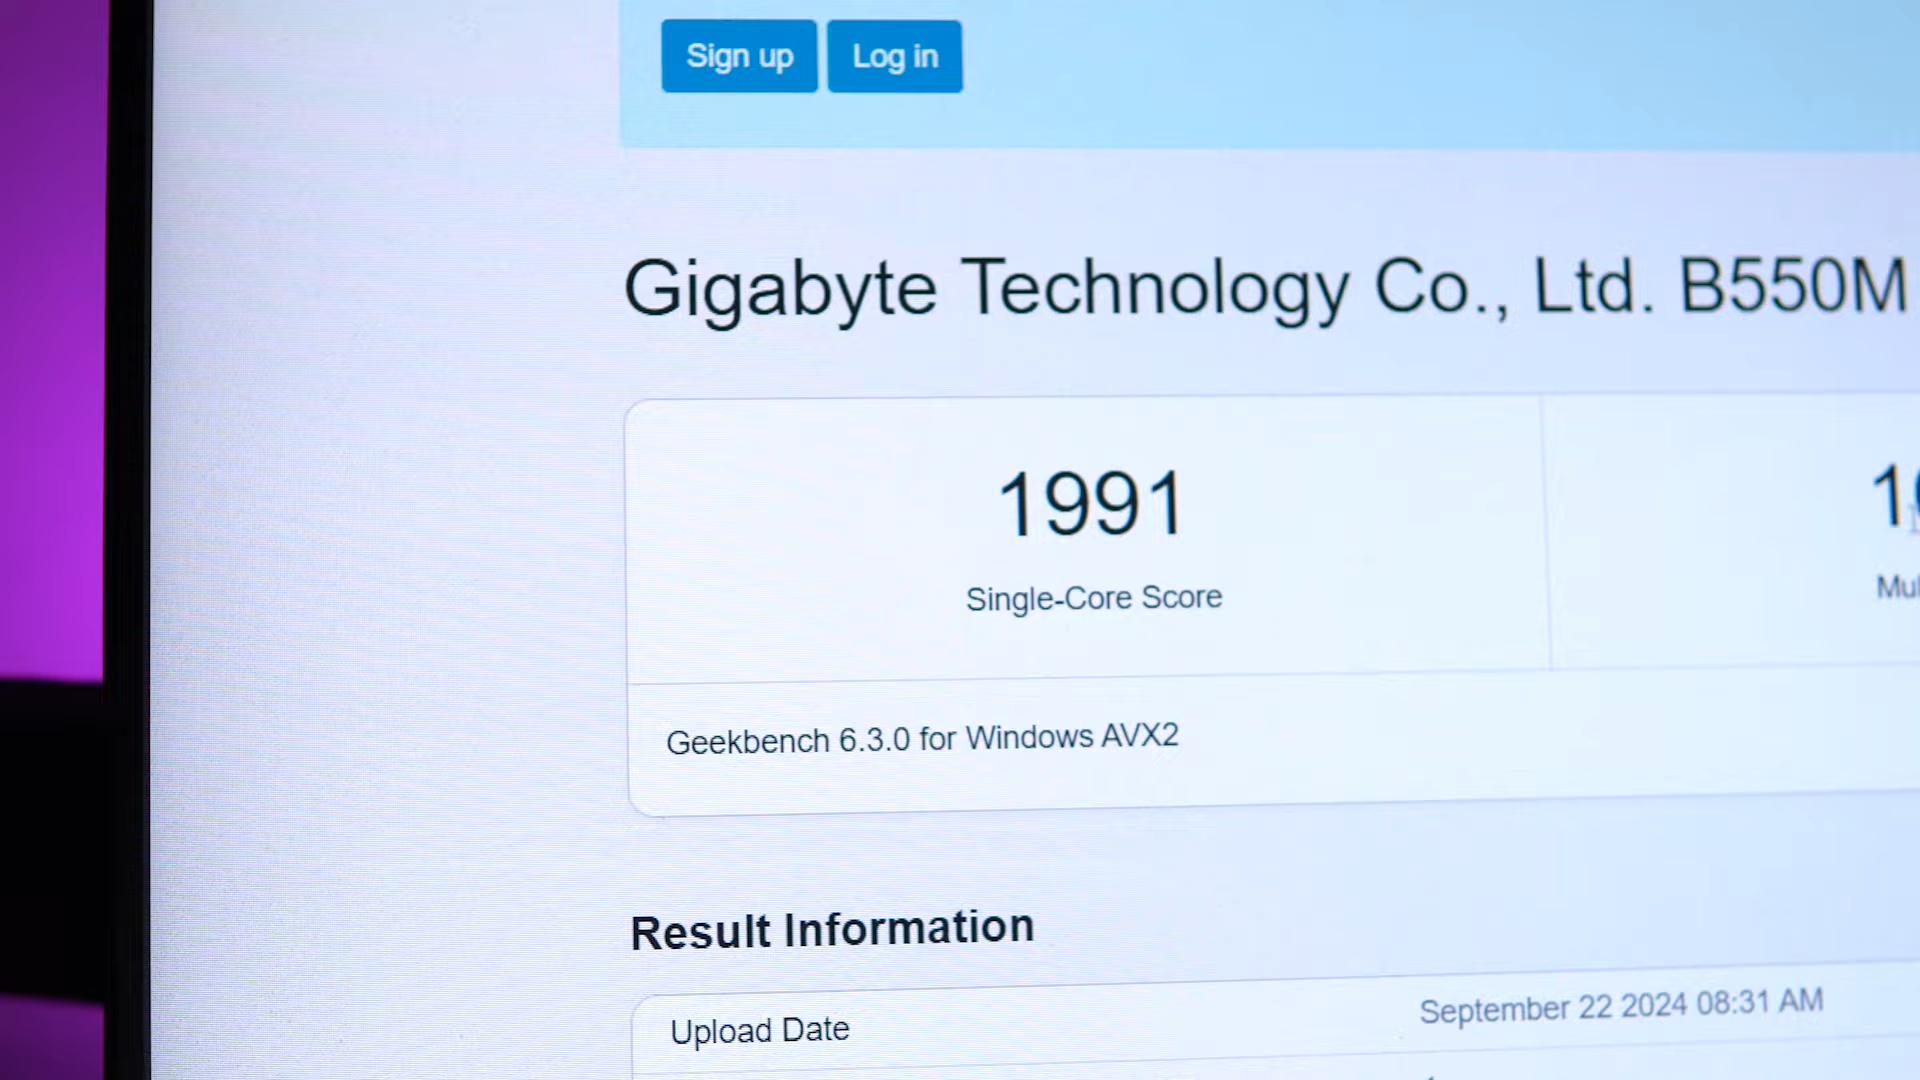 Sign up Log in
Gigabyte Technology Co., Ltd. B550M
1991
Single-Core Score
Geekbench 6.3.0 for Windows AVX2
Result Information
Upload Date September 22 2024 08:31 AM